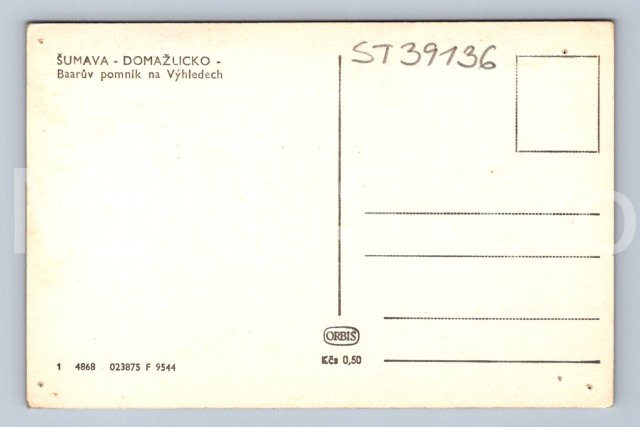 ŠUMAVA - DOMAŽLICKO -
Baarův pomník na Výhledech
ST39136
ORBIS
Kčs 0,50
1 4868 023875 F 9544